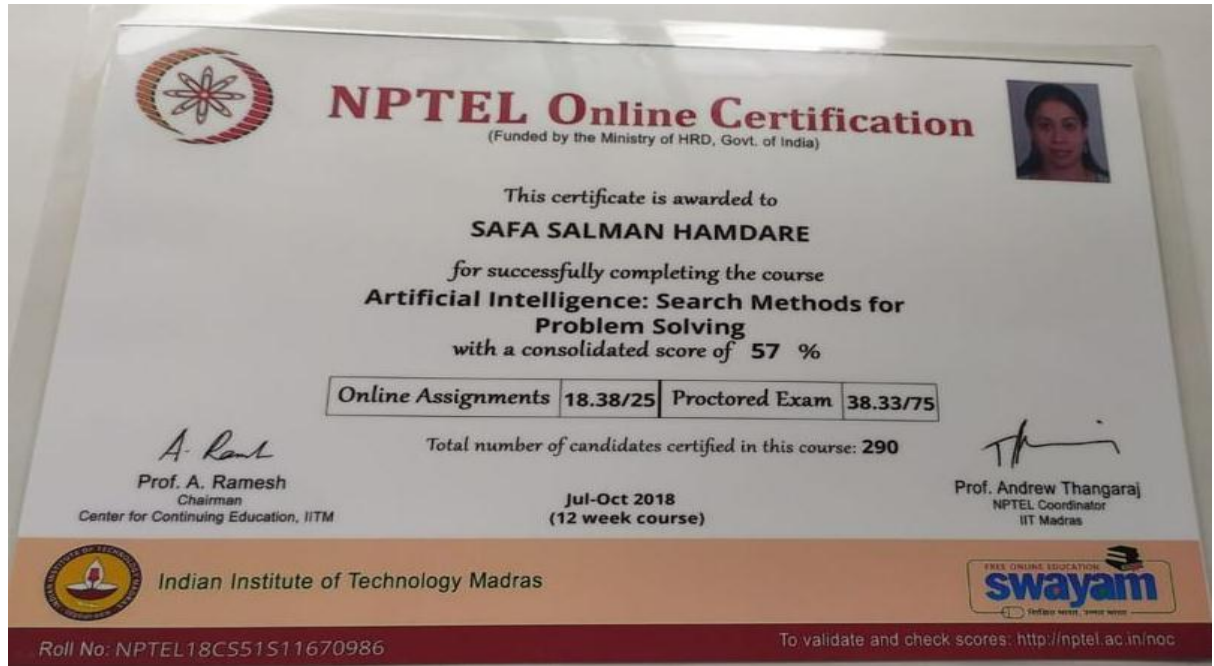 NPTEL Online Certification
(Funded by the Ministry of HRD, Govt. of India)
This certificate is awarded to
SAFA SALMAN HAMDARE
for successfully completing the course
Artificial Intelligence: Search Methods for
Problem Solving
with a consolidated score of 57 %
Online Assignments 18.38/25 Proctored Exam 38.33/75
Total number of candidates certified in this course: 290
Prof. A. Ramesh
Chairman
Center for Continuing Education, IITM
Jul-Oct 2018
(12 week course)
Prof. Andrew Thangaraj
NPTEL Coordinator
IIT Madras
Indian Institute of Technology Madras
FREE ONLINE EDUCATION
swayam
शिक्षित भारत, उन्नत भारत
Roll No: NPTEL18CS51S11670986
To validate and check scores: http://nptel.ac.in/noc